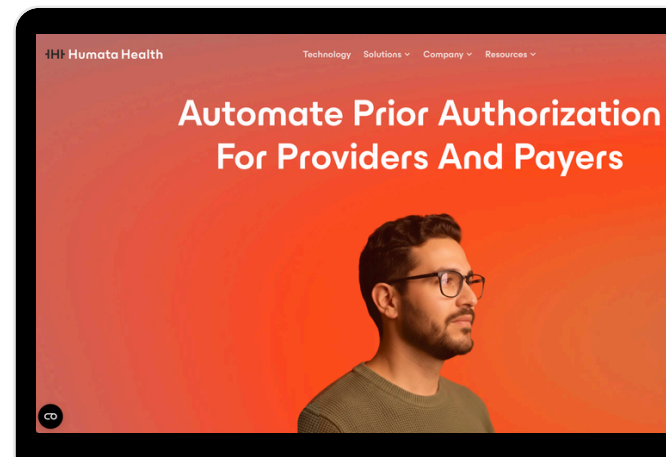 Humata Health
Technology Solutions Company Resources
Automate Prior Authorization
For Providers And Payers